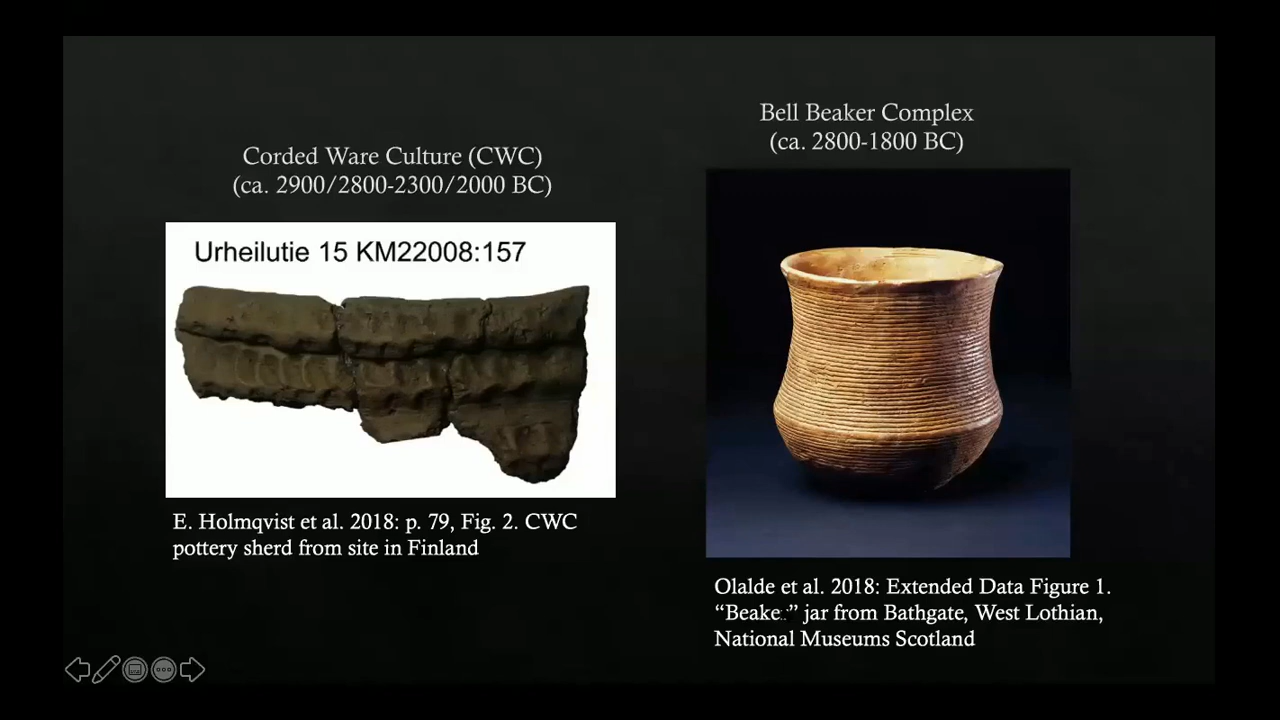 Corded Ware Culture (CWC)
(ca. 2900/2800-2300/2000 BC)
Urheilutie 15 KM22008:157
E. Holmqvist et al. 2018: p. 79, Fig. 2. CWC
pottery sherd from site in Finland
Bell Beaker Complex
(ca. 2800-1800 BC)
Olalde et al. 2018: Extended Data Figure 1.
“Beaker” jar from Bathgate, West Lothian,
National Museums Scotland